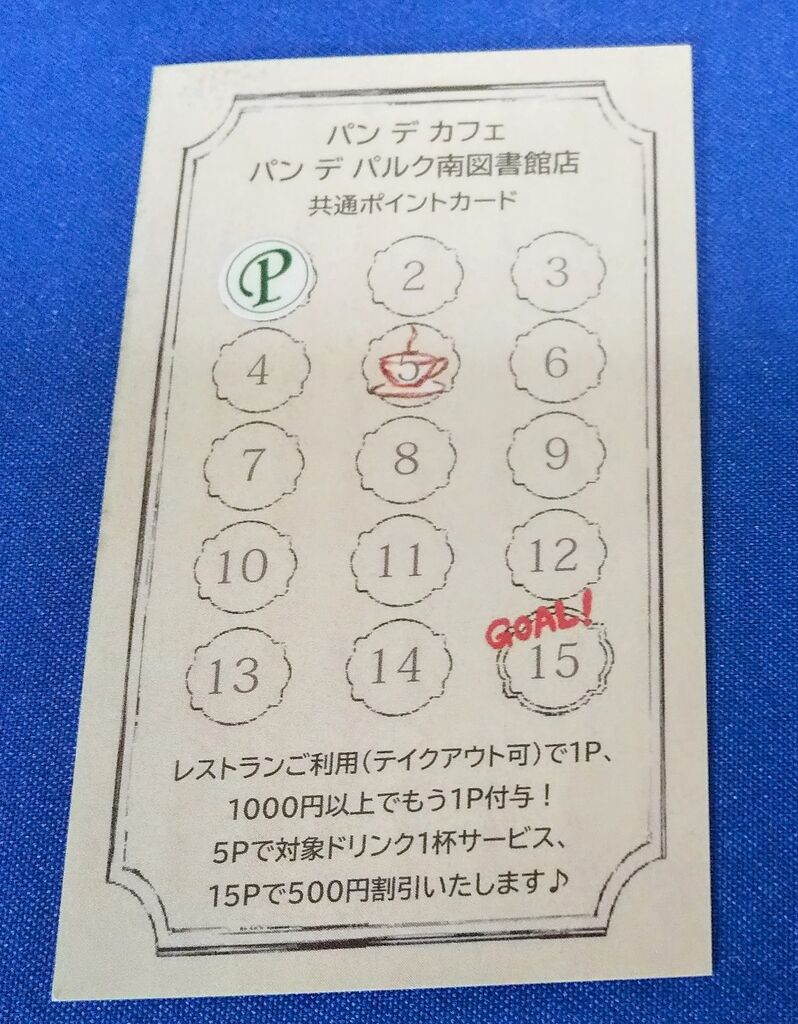 パン デ カフェ
パン デ パルク南図書館店
共通ポイントカード
P 2 3
4 5 6
7 8 9
10 11 12
GOAL!
13 14 15
レストランご利用(テイクアウト可)で1P、
1000円以上でもう1P付与！
5Pで対象ドリンク1杯サービス、
15Pで500円割引いたします♪